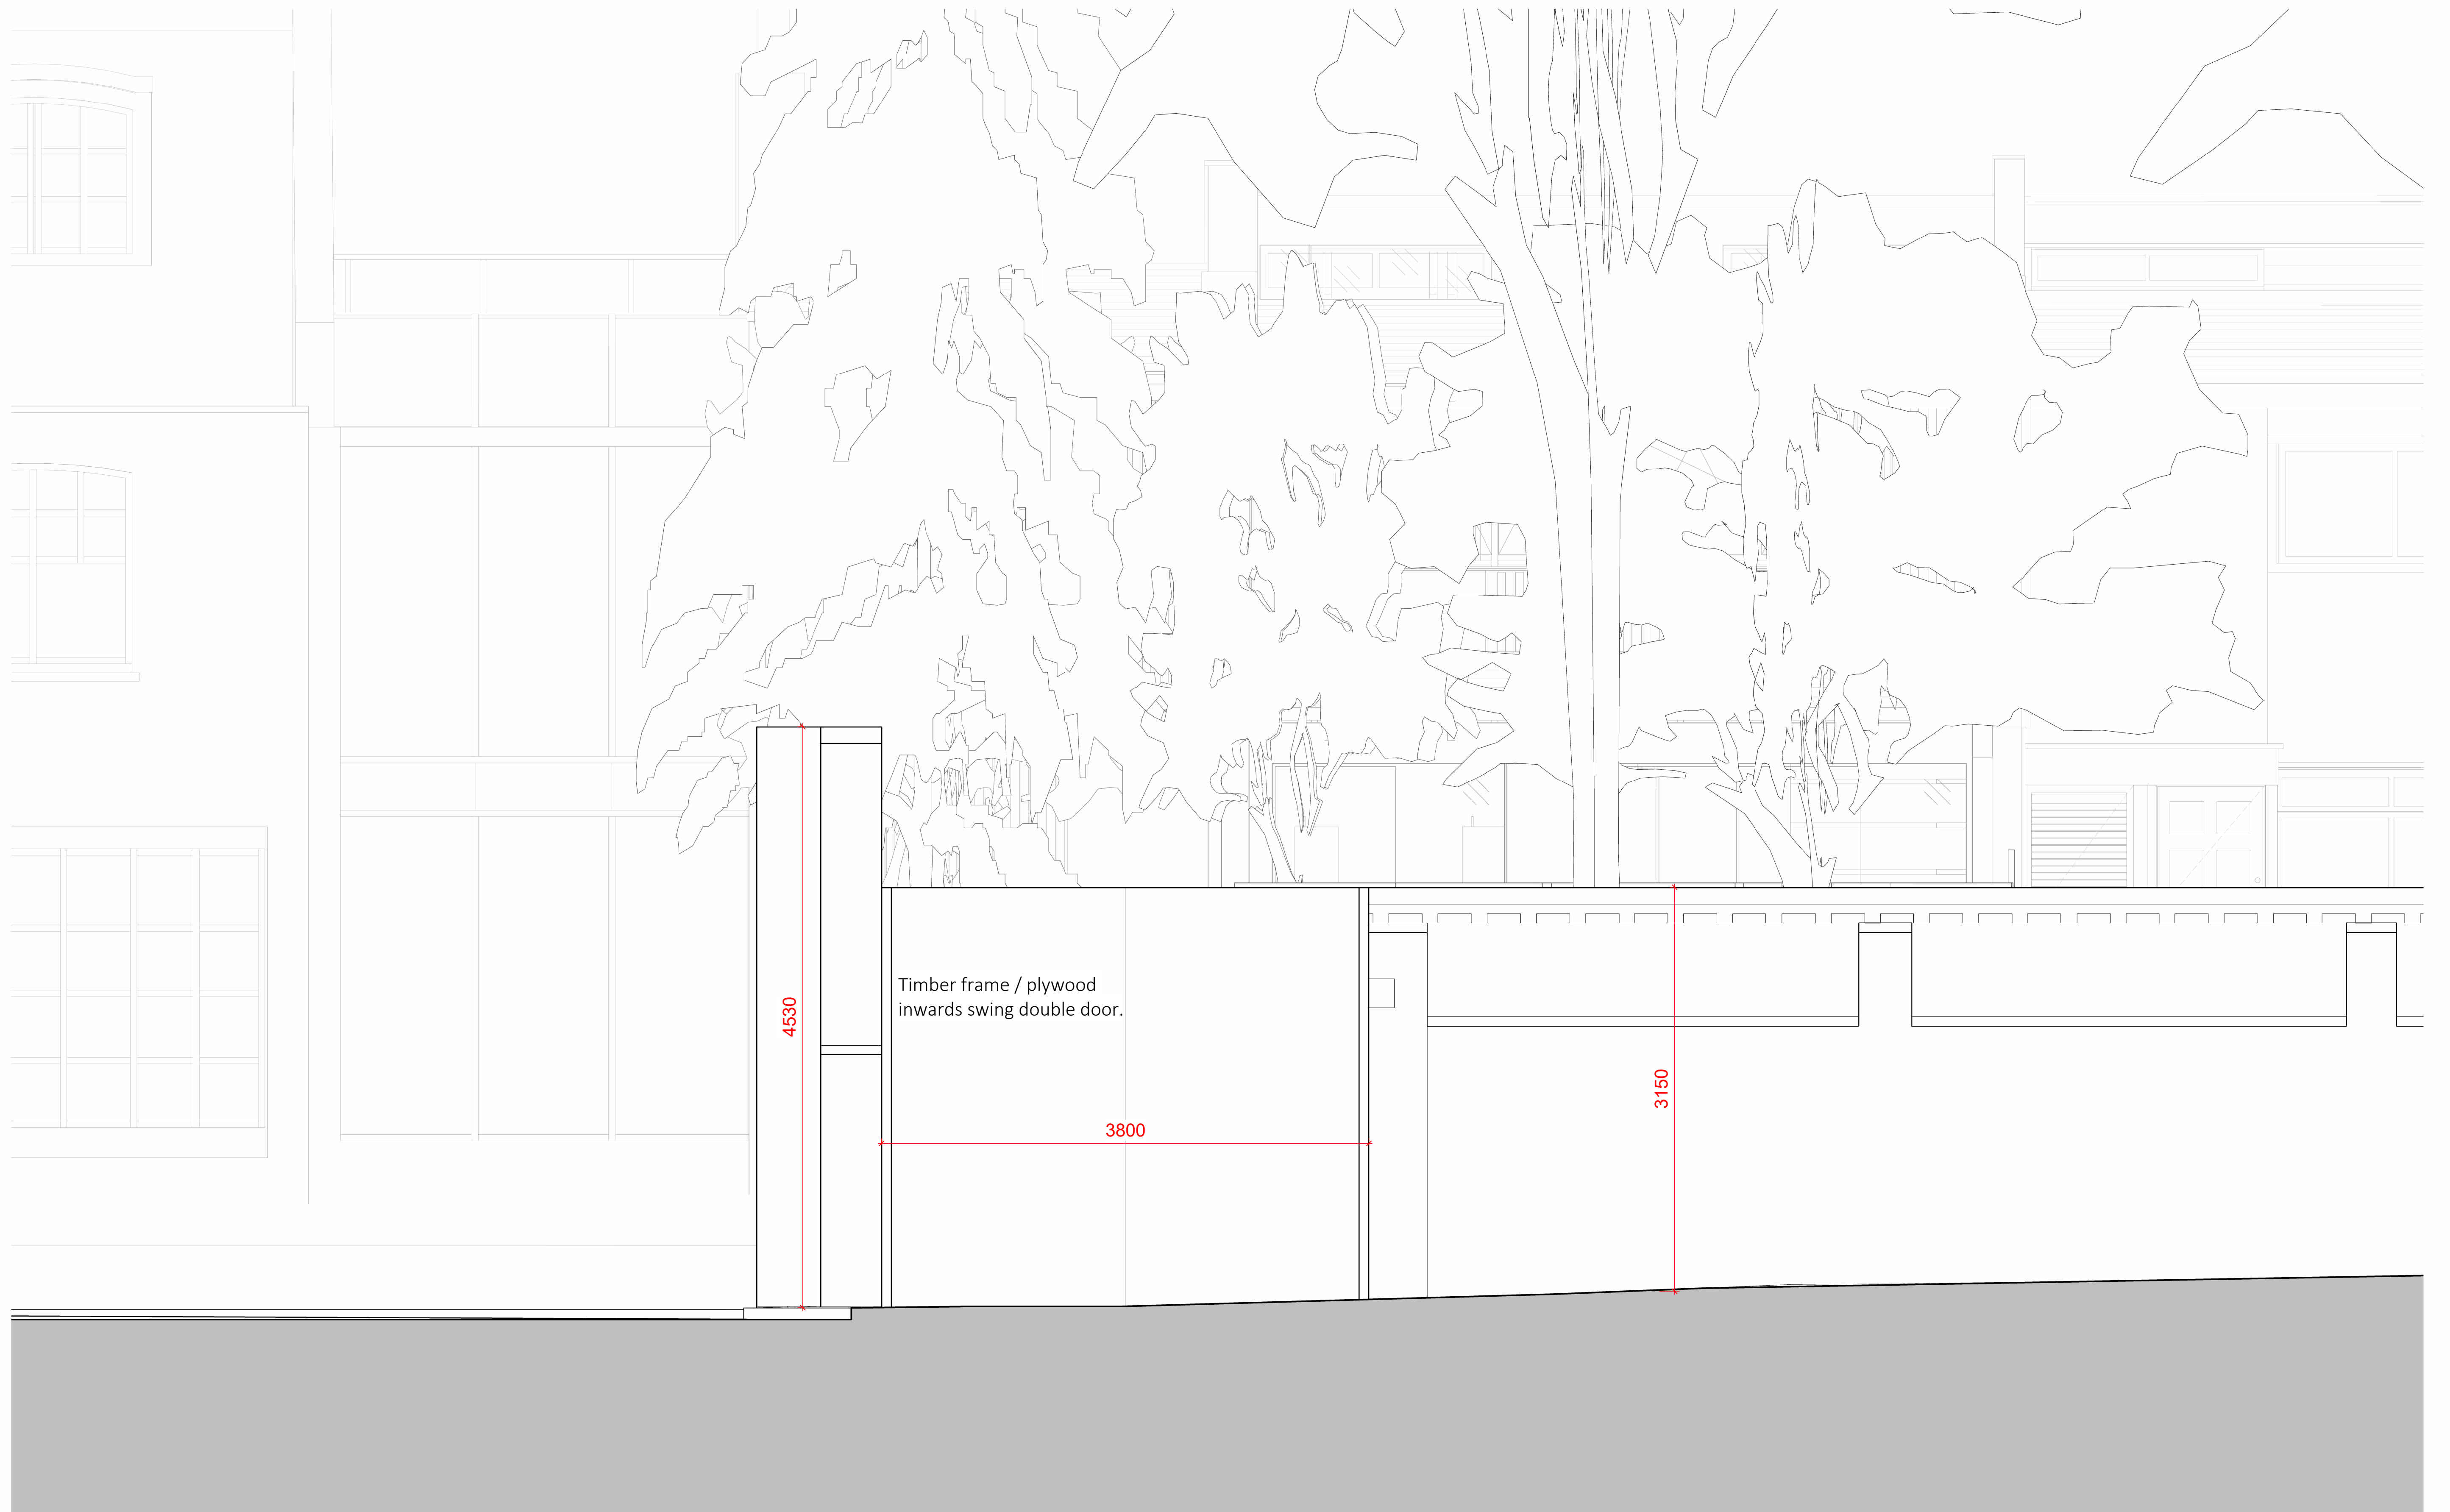 Timber frame / plywood
inwards swing double door.
4530
3150
3800